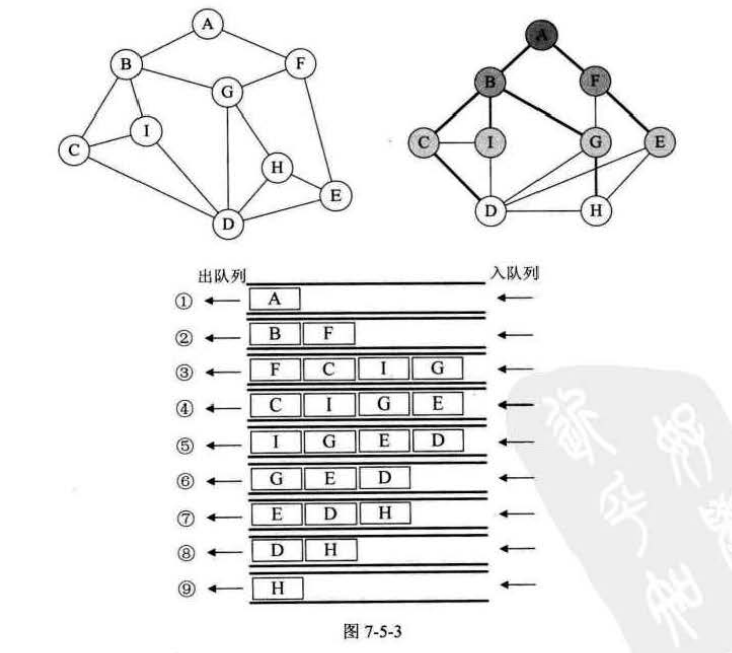 A
B
F
G
C
I
H
E
D
A
B
F
C
I
G
E
D
H
出队列 入队列
① A
② B F
③ F C I G
④ C I G E
⑤ I G E D
⑥ G E D
⑦ E D H
⑧ D H
⑨ H
图 7-5-3